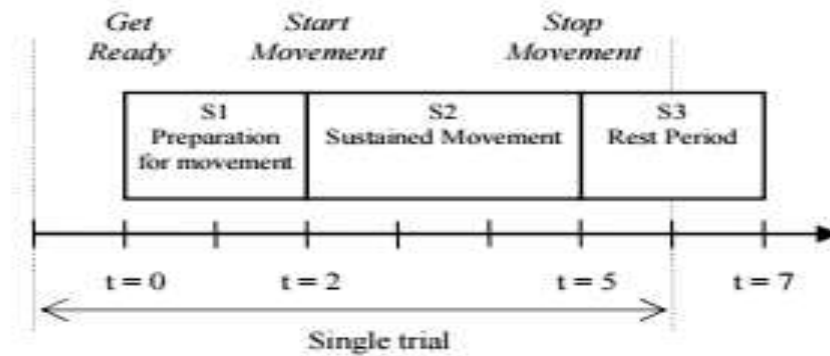 Get
Ready
Start
Movement
Stop
Movement
S1
Preparation
for movement
S2
Sustained Movement
S3
Rest Period
t = 0
t = 2
t = 5
t = 7
Single trial